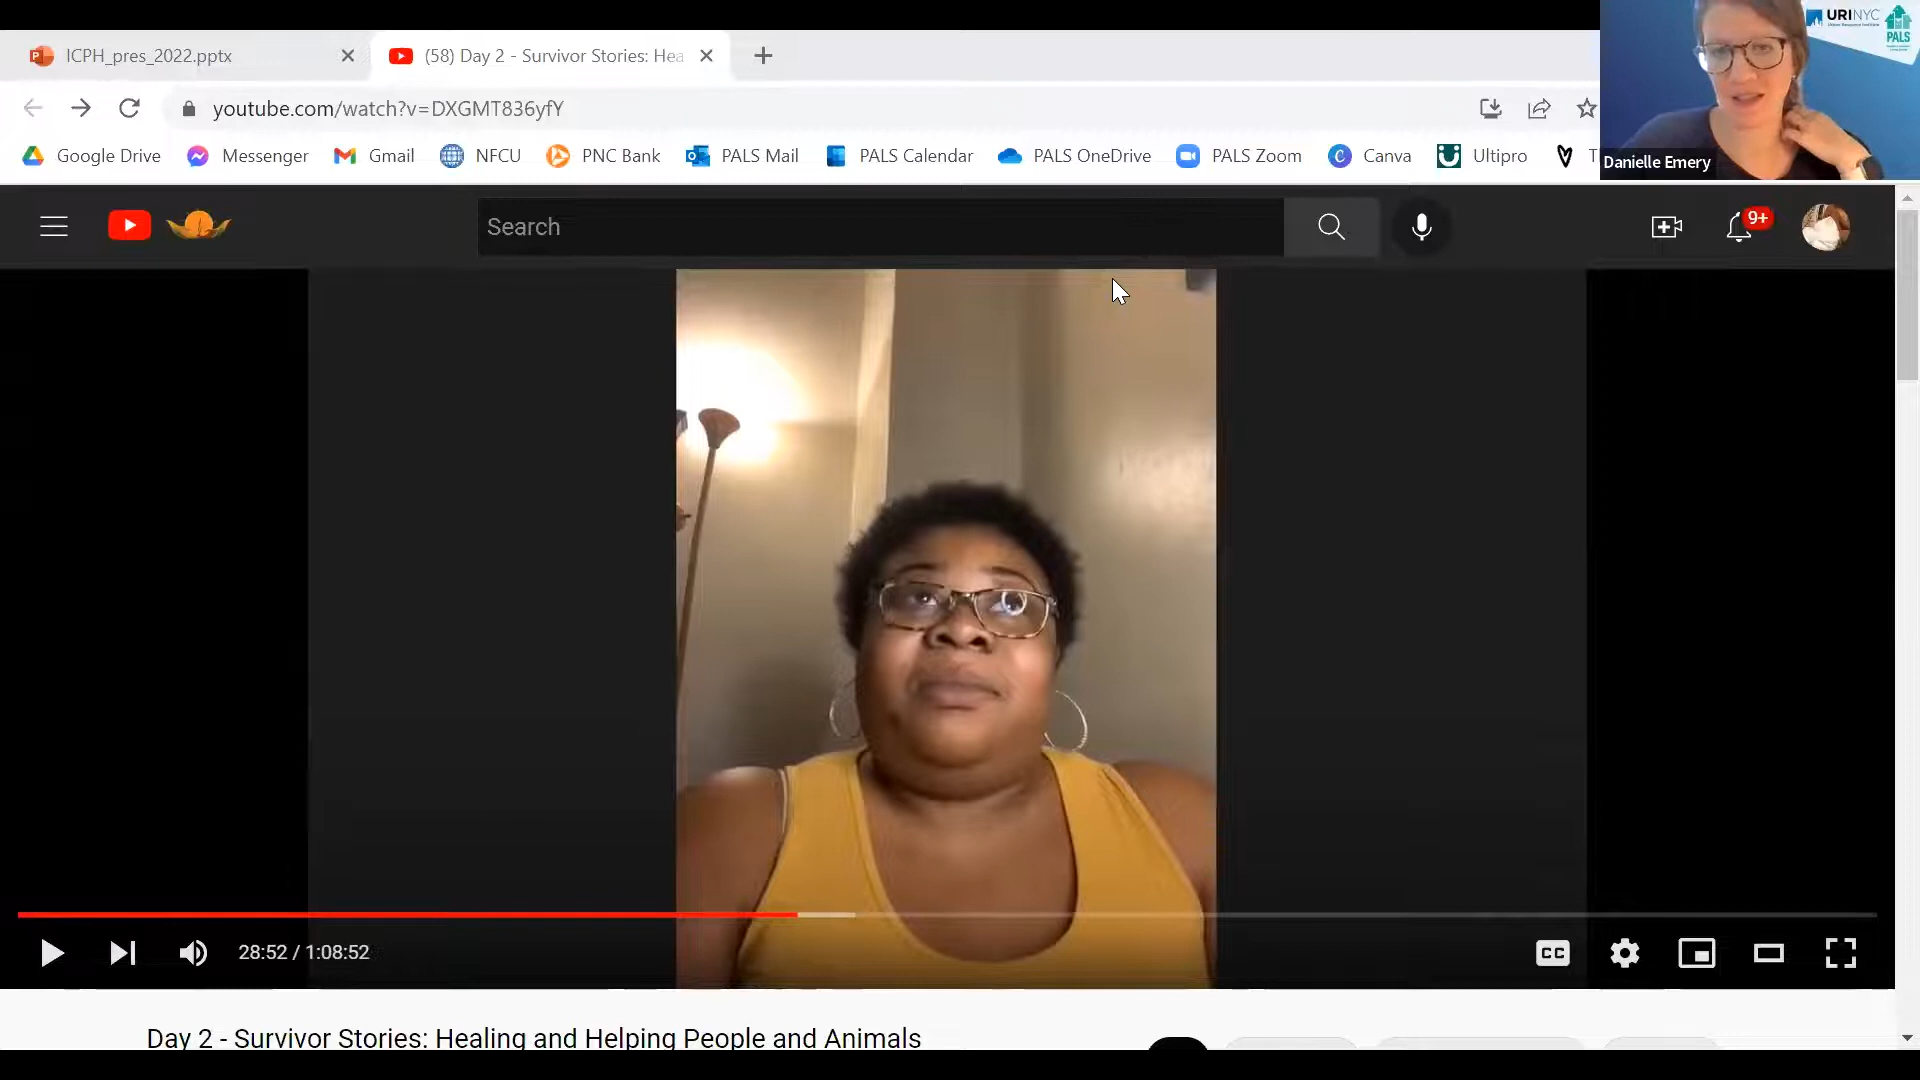 ICPH_pres_2022.pptx
(58) Day 2 - Survivor Stories: Hea
URINYC
PALS
youtube.com/watch?v=DXGMT836yfY
Google Drive Messenger Gmail NFCU PNC Bank PALS Mail PALS Calendar PALS OneDrive PALS Zoom Canva Ultipro T
Danielle Emery
Search
9+
28:52 / 1:08:52
CC
Day 2 - Survivor Stories: Healing and Helping People and Animals